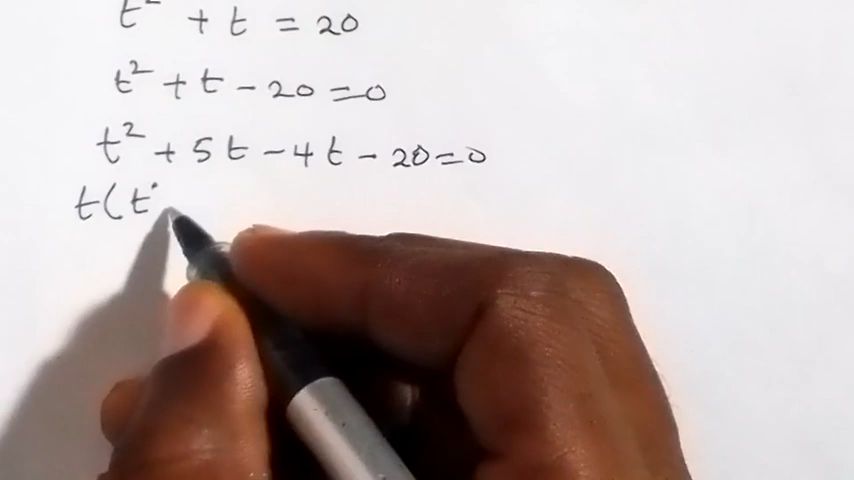 t² + t = 20
t² + t - 20 = 0
t² + 5t - 4t - 20 = 0
t(t